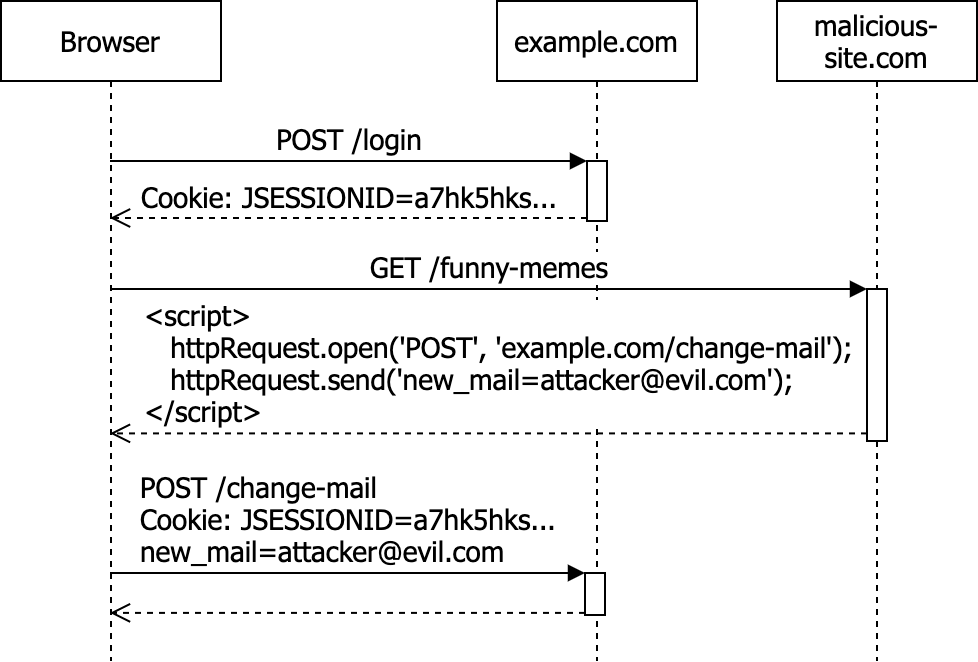 Browser
example.com
malicious-
site.com
POST /login
Cookie: JSESSIONID=a7hk5hks...
GET /funny-memes
<script>
httpRequest.open('POST', 'example.com/change-mail');
httpRequest.send('new_mail=attacker@evil.com');
</script>
POST /change-mail
Cookie: JSESSIONID=a7hk5hks...
new_mail=attacker@evil.com